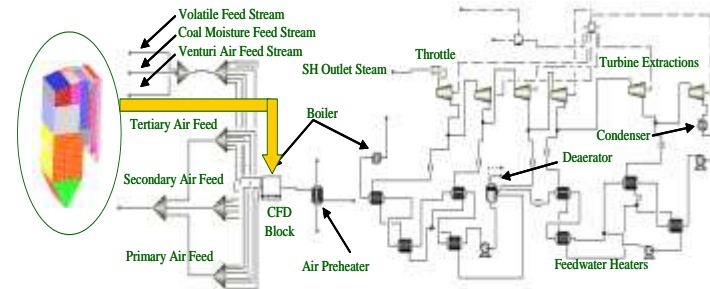 Volatile Feed Stream
Coal Moisture Feed Stream
Venturi Air Feed Stream
Throttle
SH Outlet Steam
Turbine Extractions
Tertiary Air Feed
Boiler
Condenser
Deaerator
Secondary Air Feed
CFD
Block
Primary Air Feed
Air Preheater
Feedwater Heaters